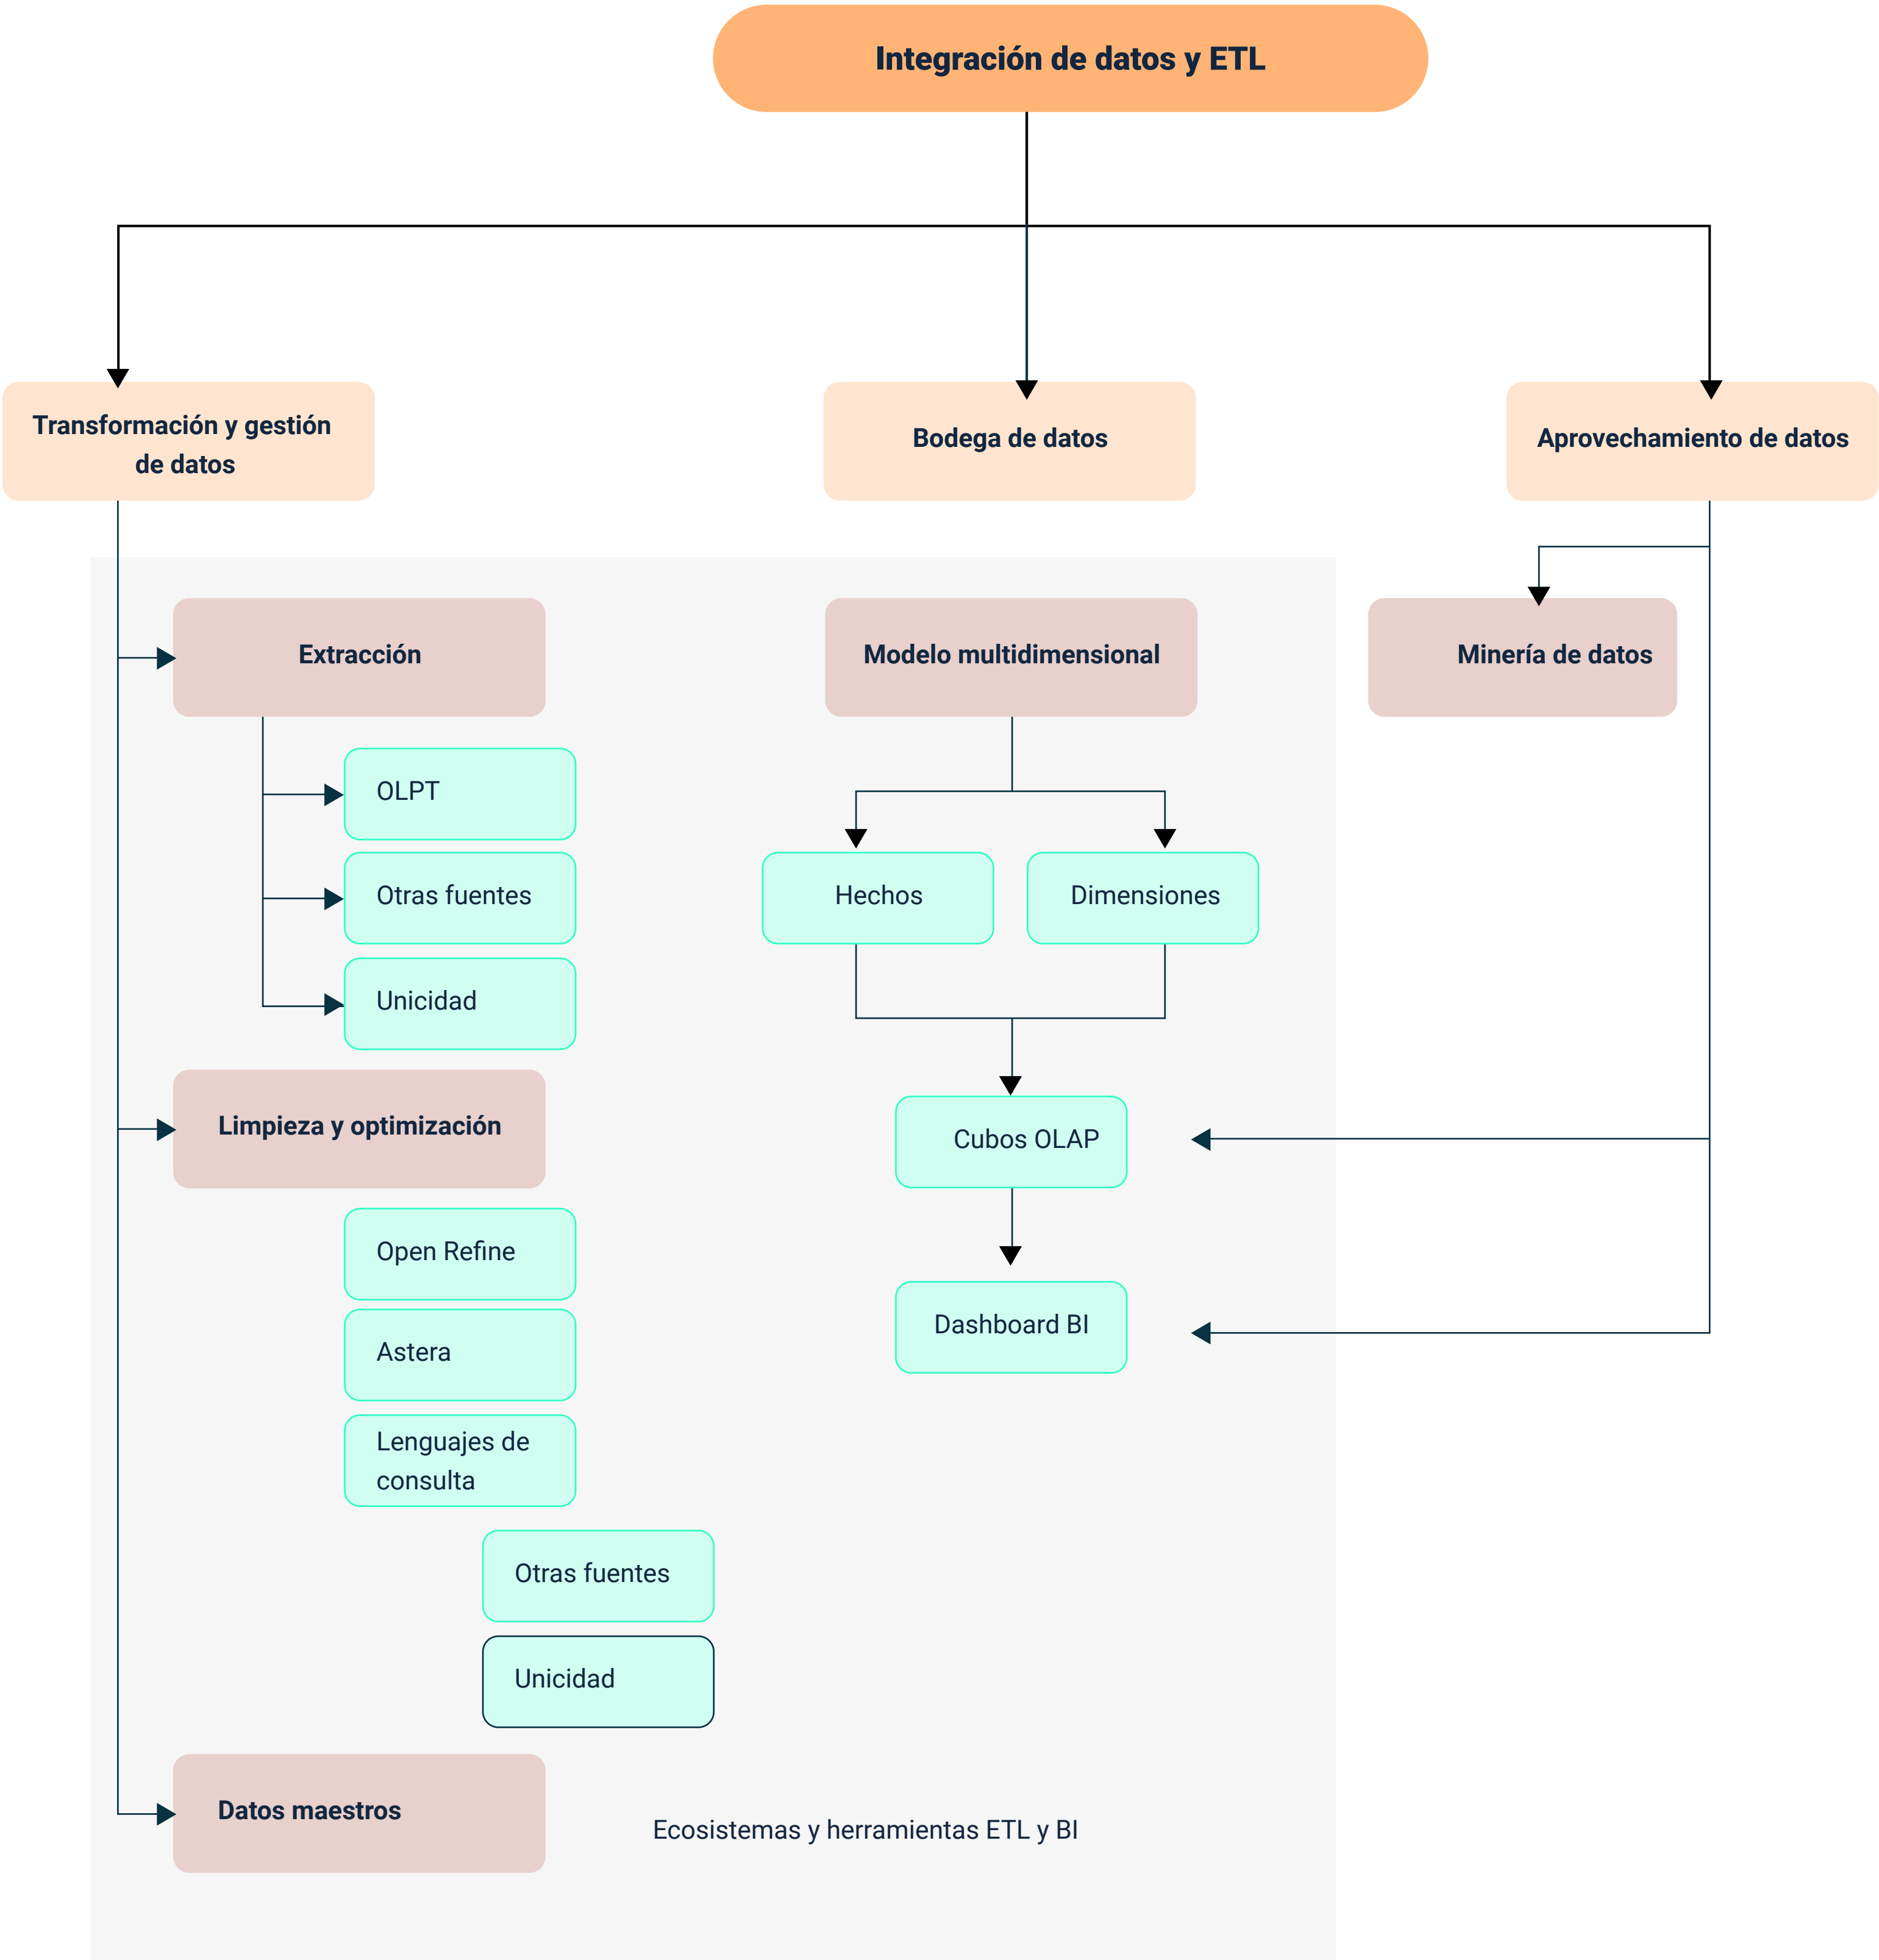 Integración de datos y ETL
Transformación y gestión
de datos
Bodega de datos
Aprovechamiento de datos
Extracción
Modelo multidimensional
Minería de datos
OLPT
Otras fuentes
Unicidad
Hechos
Dimensiones
Limpieza y optimización
Cubos OLAP
Open Refine
Astera
Lenguajes de
consulta
Dashboard BI
Otras fuentes
Unicidad
Datos maestros
Ecosistemas y herramientas ETL y BI